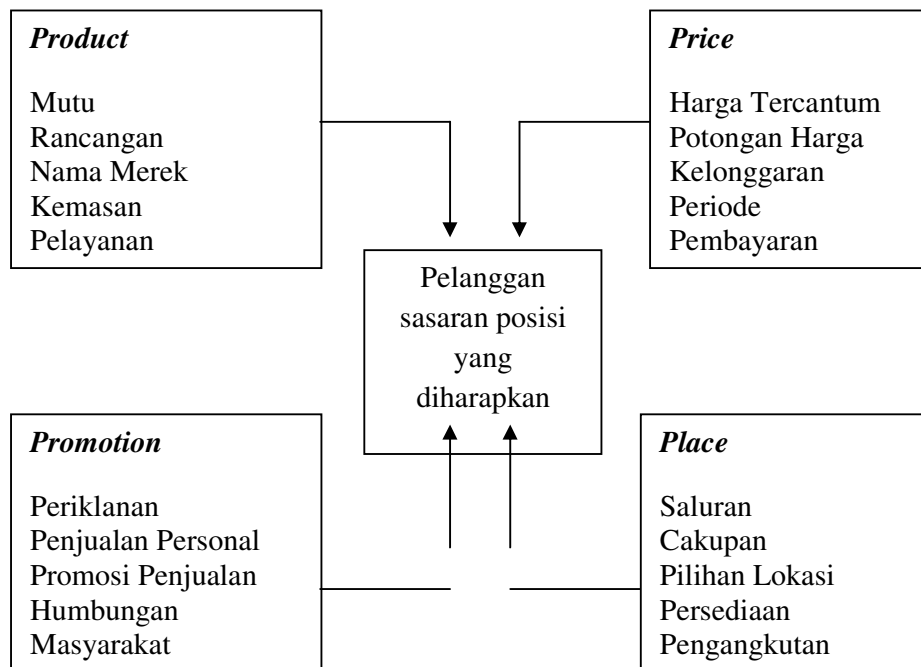 Product
Mutu
Rancangan
Nama Merek
Kemasan
Pelayanan
Price
Harga Tercantum
Potongan Harga
Kelonggaran
Periode
Pembayaran
Pelanggan
sasaran posisi
yang
diharapkan
Promotion
Periklanan
Penjualan Personal
Promosi Penjualan
Humbungan
Masyarakat
Place
Saluran
Cakupan
Pilihan Lokasi
Persediaan
Pengangkutan